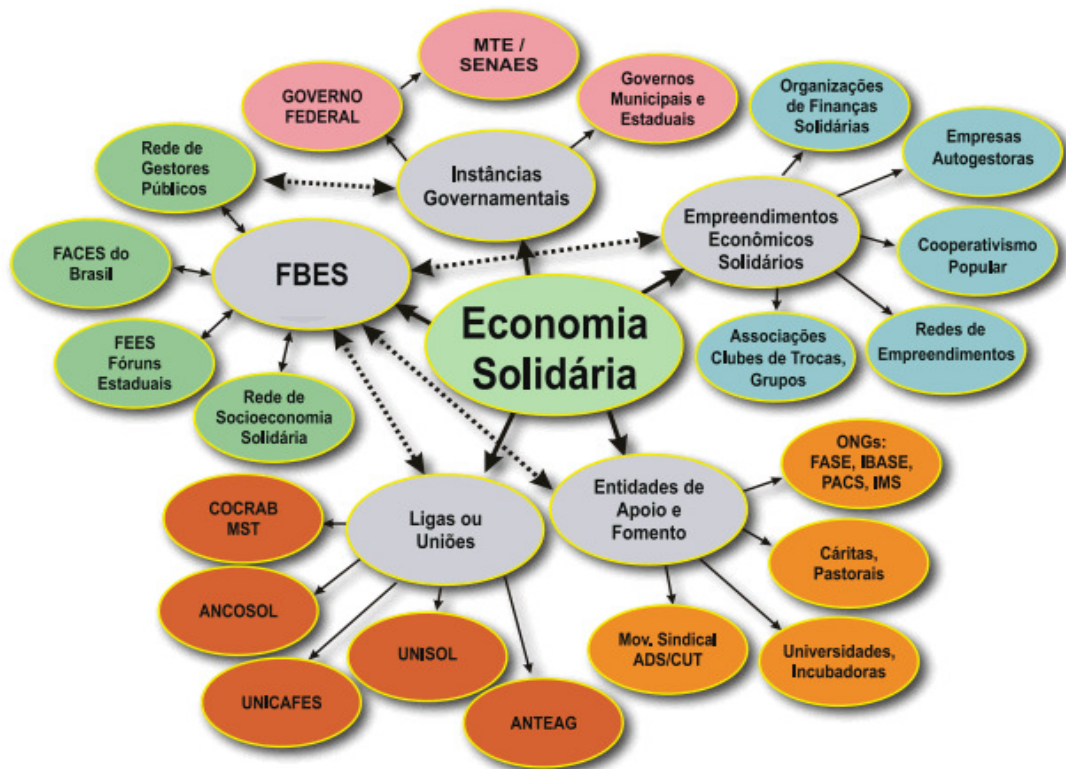 MTE /
SENAES
GOVERNO
FEDERAL
Governos
Municipais e
Estaduais
Organizações
de Finanças
Solidárias
Empresas
Autogestoras
Rede de
Gestores
Públicos
Instâncias
Governamentais
Empreendimentos
Econômicos
Solidários
Cooperativismo
Popular
FACES do
Brasil
FBES
Economia
Solidária
Associações
Clubes de Trocas,
Grupos
Redes de
Empreendimentos
FEES
Fóruns
Estaduais
Rede de
Socioeconomia
Solidária
ONGs:
FASE, IBASE,
PACS, IMS
COCRAB
MST
Ligas ou
Uniões
Entidades de
Apoio e
Fomento
Cáritas,
Pastorais
ANCOSOL
UNISOL
Mov. Sindical
ADS/CUT
Universidades,
Incubadoras
UNICAFES
ANTEAG